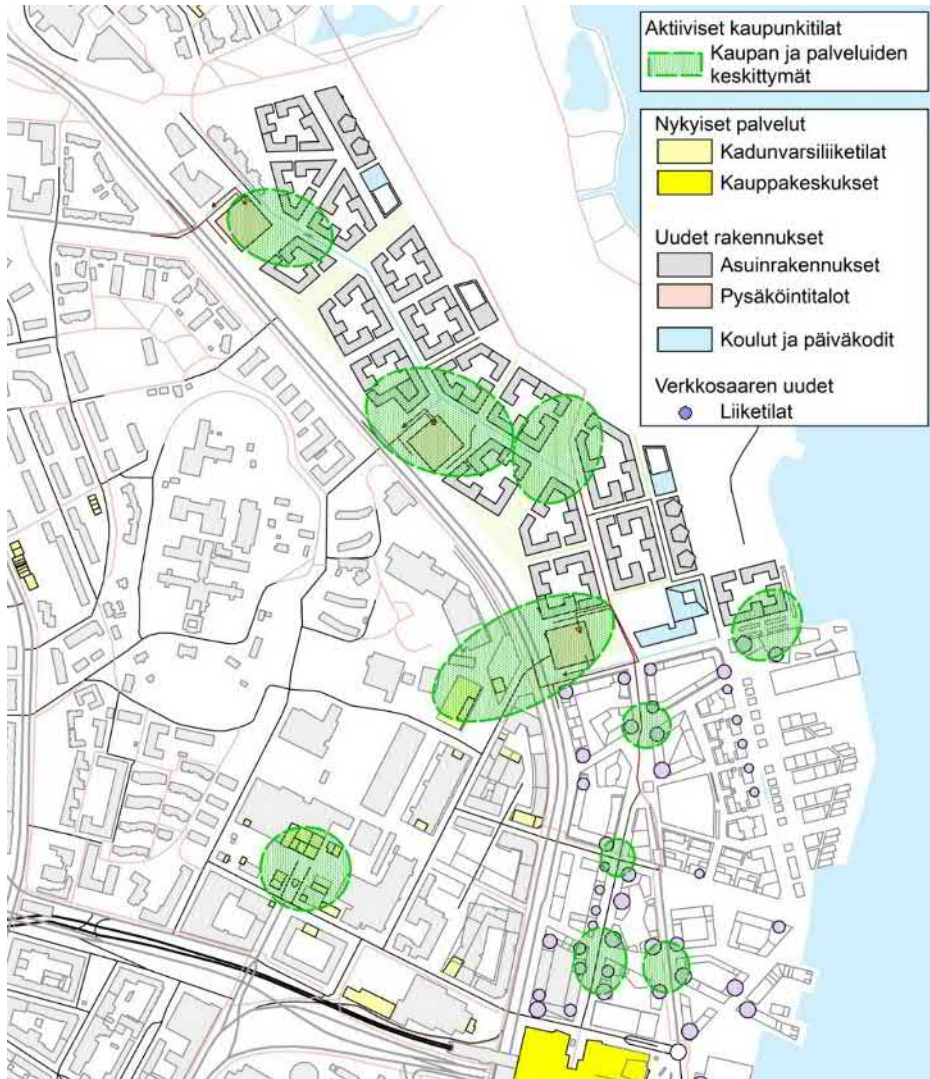 Aktiiviset kaupunkitilat
Kaupan ja palveluiden
keskittymät
Nykyiset palvelut
Kadunvarsiliiketilat
Kauppakeskukset
Uudet rakennukset
Asuinrakennukset
Pysäköintitalot
Koulut ja päiväkodit
Verkkosaaren uudet
Liiketilat